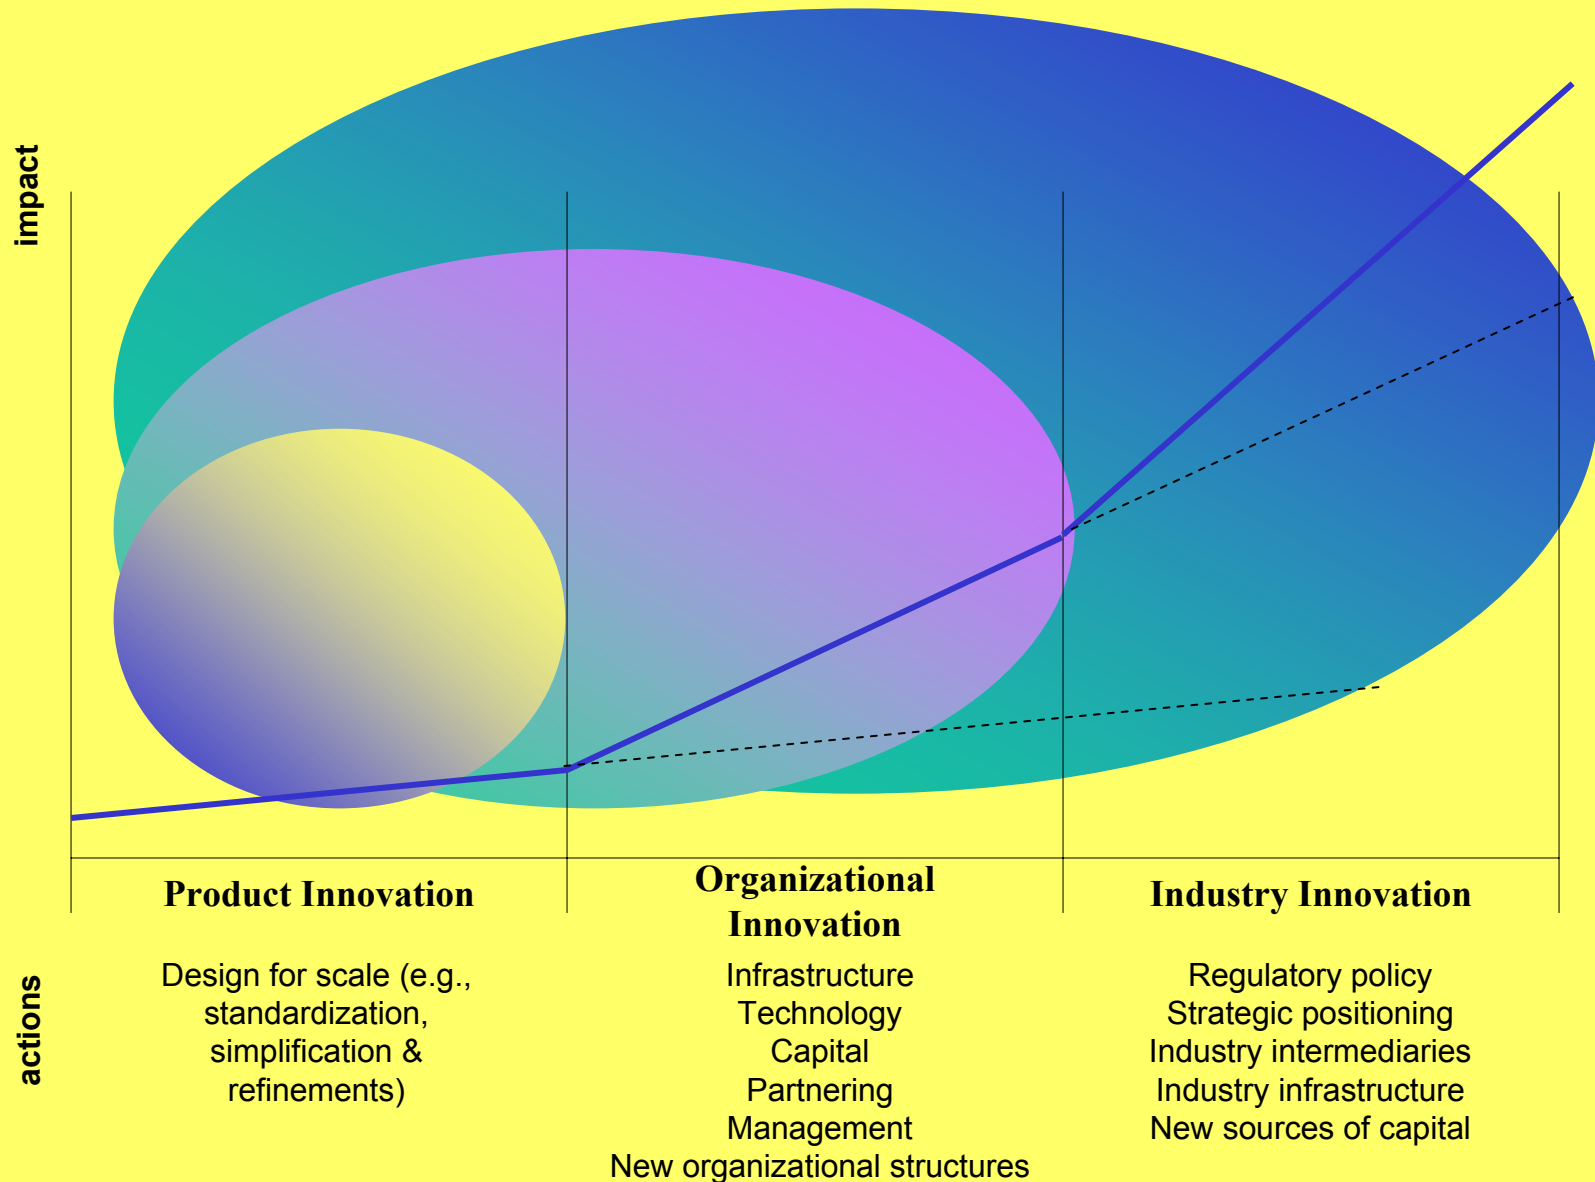 impact
Product Innovation
Organizational
Innovation
Industry Innovation
actions
Design for scale (e.g.,
standardization,
simplification &
refinements)
Infrastructure
Technology
Capital
Partnering
Management
New organizational structures
Regulatory policy
Strategic positioning
Industry intermediaries
Industry infrastructure
New sources of capital